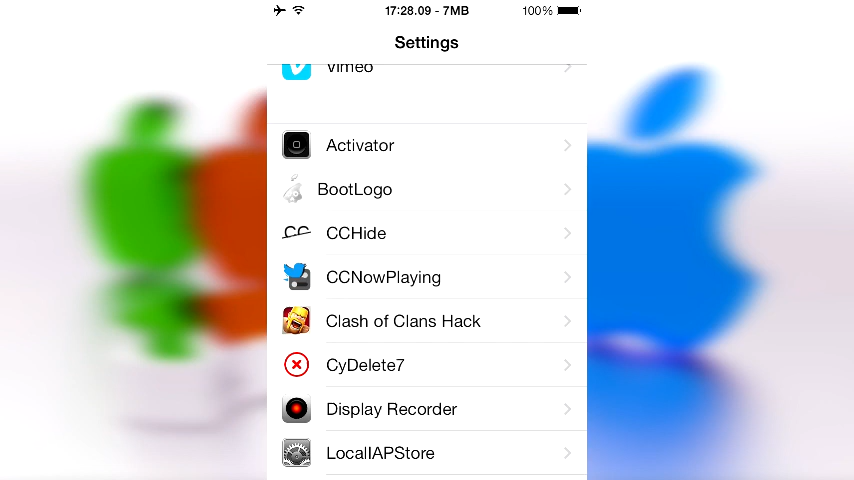 17:28.09 - 7MB
100%
Settings
Vimeo
Activator
BootLogo
CCHide
CCNowPlaying
Clash of Clans Hack
CyDelete7
Display Recorder
LocalIAPStore